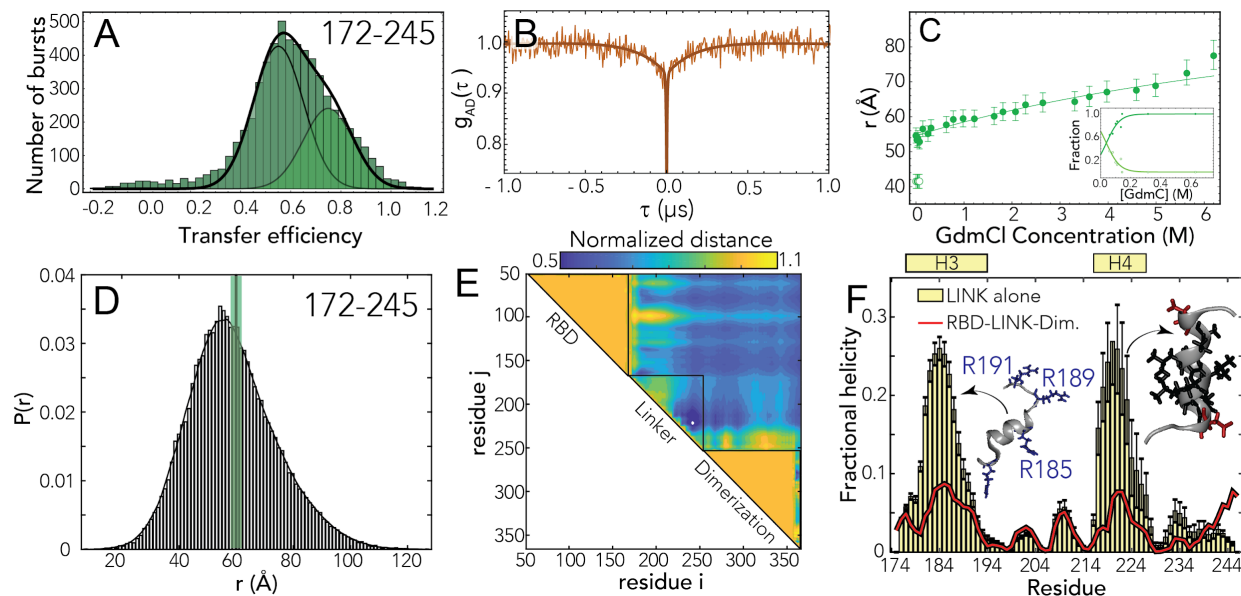 A
172-245
Number of bursts
500
400
300
200
100
0
-0.2
0.0
0.2
0.4
0.6
0.8
1.0
1.2
Transfer efficiency
B
gAD(τ)
1.0
0.9
0.8
- 1.0
- 0.5
0.0
0.5
1.0
τ (μs)
C
r (Å)
90
80
70
60
50
40
0
1
2
3
4
5
6
GdmCl Concentration (M)
Fraction
1.0
0.6
0.2
0.0
0.2
0.4
0.6
[GdmC] (M)
D
172-245
P(r)
0.04
0.03
0.02
0.01
0
20
40
60
80
100
120
r (Å)
Normalized distance
0.5
1.1
E
residue j
50
100
150
200
250
300
350
RBD
Linker
Dimerization
50
100
150
200
250
300
350
residue i
H3
H4
F
LINK alone
RBD-LINK-Dim.
Fractional helicity
0.3
0.2
0.1
0
R191
R189
R185
174
184
194
204
214
224
234
244
Residue